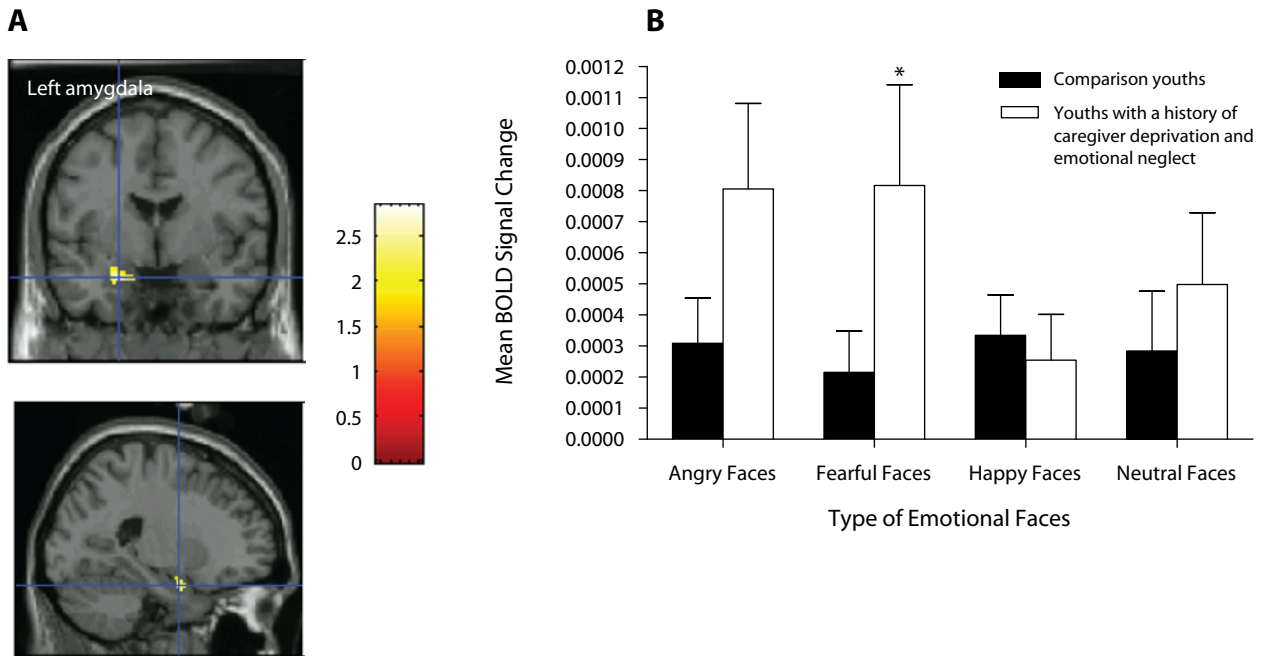 A
Left amygdala
2.5
2
1.5
1
0.5
0
B
Mean BOLD Signal Change
0.0012
0.0011
0.0010
0.0009
0.0008
0.0007
0.0006
0.0005
0.0004
0.0003
0.0002
0.0001
0.0000
*
Comparison youths
Youths with a history of
caregiver deprivation and
emotional neglect
Angry Faces
Fearful Faces
Happy Faces
Neutral Faces
Type of Emotional Faces